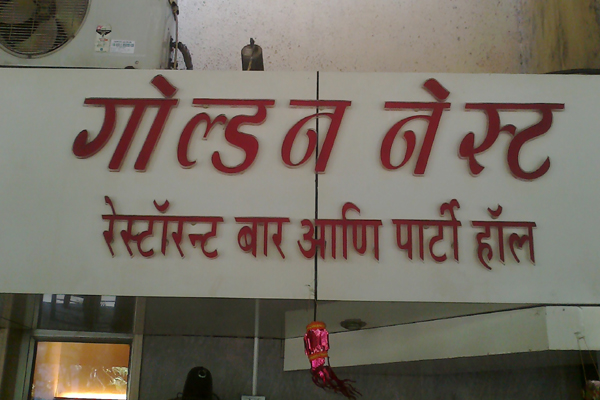 गोल्डन नेस्ट
रेस्टॉरन्ट बार आणि पार्टी हॉल